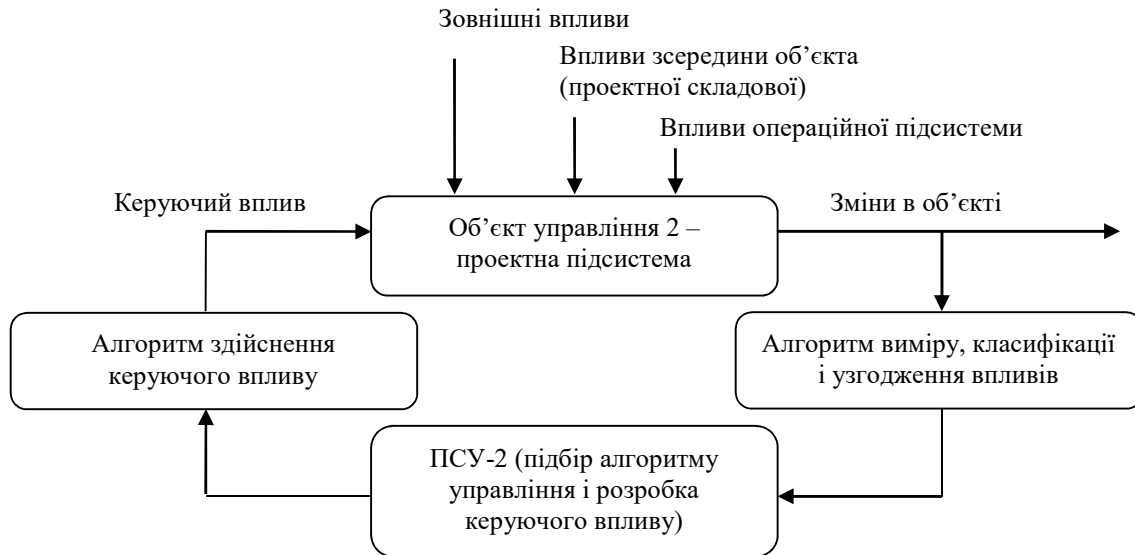 Зовнішні впливи
Впливи зсередини об’єкта
(проектної складової)
Впливи операційної підсистеми
Керуючий вплив
Зміни в об’єкті
Об’єкт управління 2 –
проектна підсистема
Алгоритм здійснення
керуючого впливу
Алгоритм виміру, класифікації
і узгодження впливів
ПСУ-2 (підбір алгоритму
управління і розробка
керуючого впливу)